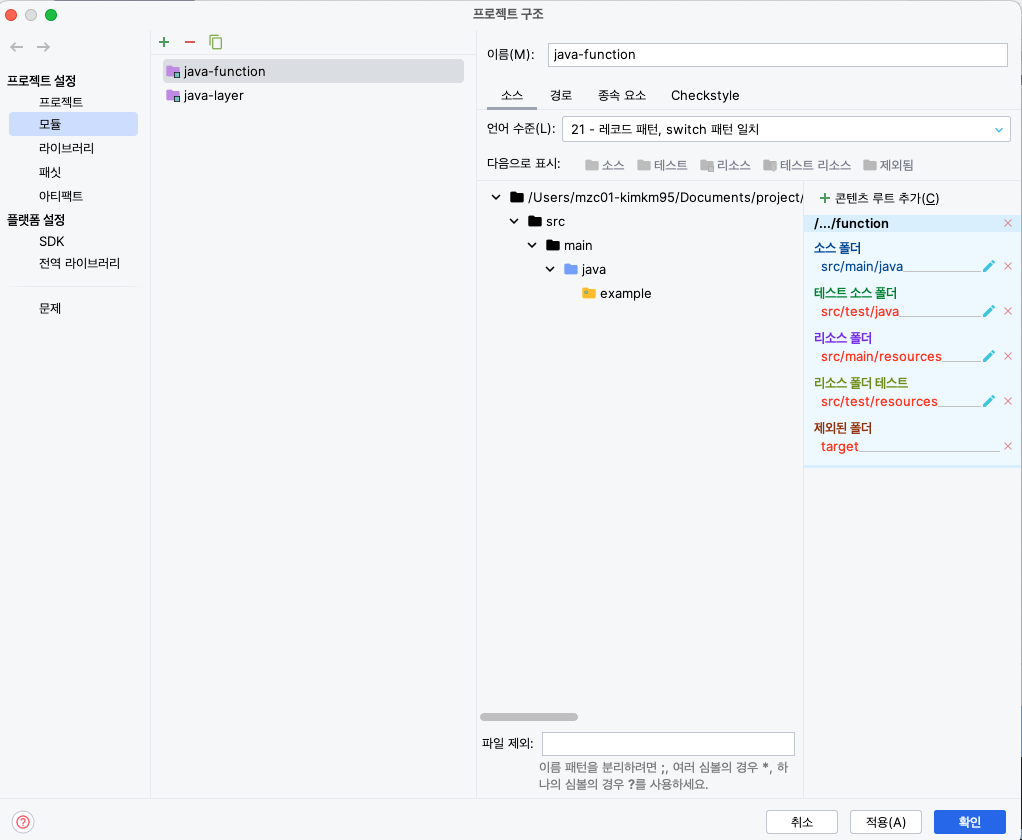 프로젝트 구조
프로젝트 설정
프로젝트
모듈
라이브러리
패싯
아티팩트
플랫폼 설정
SDK
전역 라이브러리
문제
java-function
java-layer
이름(M): java-function
소스 경로 종속 요소 Checkstyle
언어 수준(L): 21 - 레코드 패턴, switch 패턴 일치
다음으로 표시: 소스 테스트 리소스 테스트 리소스 제외됨
/Users/mzc01-kimkm95/Documents/project/
src
main
java
example
파일 제외:
이름 패턴을 분리하려면 ;, 여러 심볼의 경우 *, 하
나의 심볼의 경우 ?를 사용하세요.
+ 콘텐츠 루트 추가(C)
/.../function
소스 폴더
src/main/java
테스트 소스 폴더
src/test/java
리소스 폴더
src/main/resources
리소스 폴더 테스트
src/test/resources
제외된 폴더
target
취소 적용(A) 확인